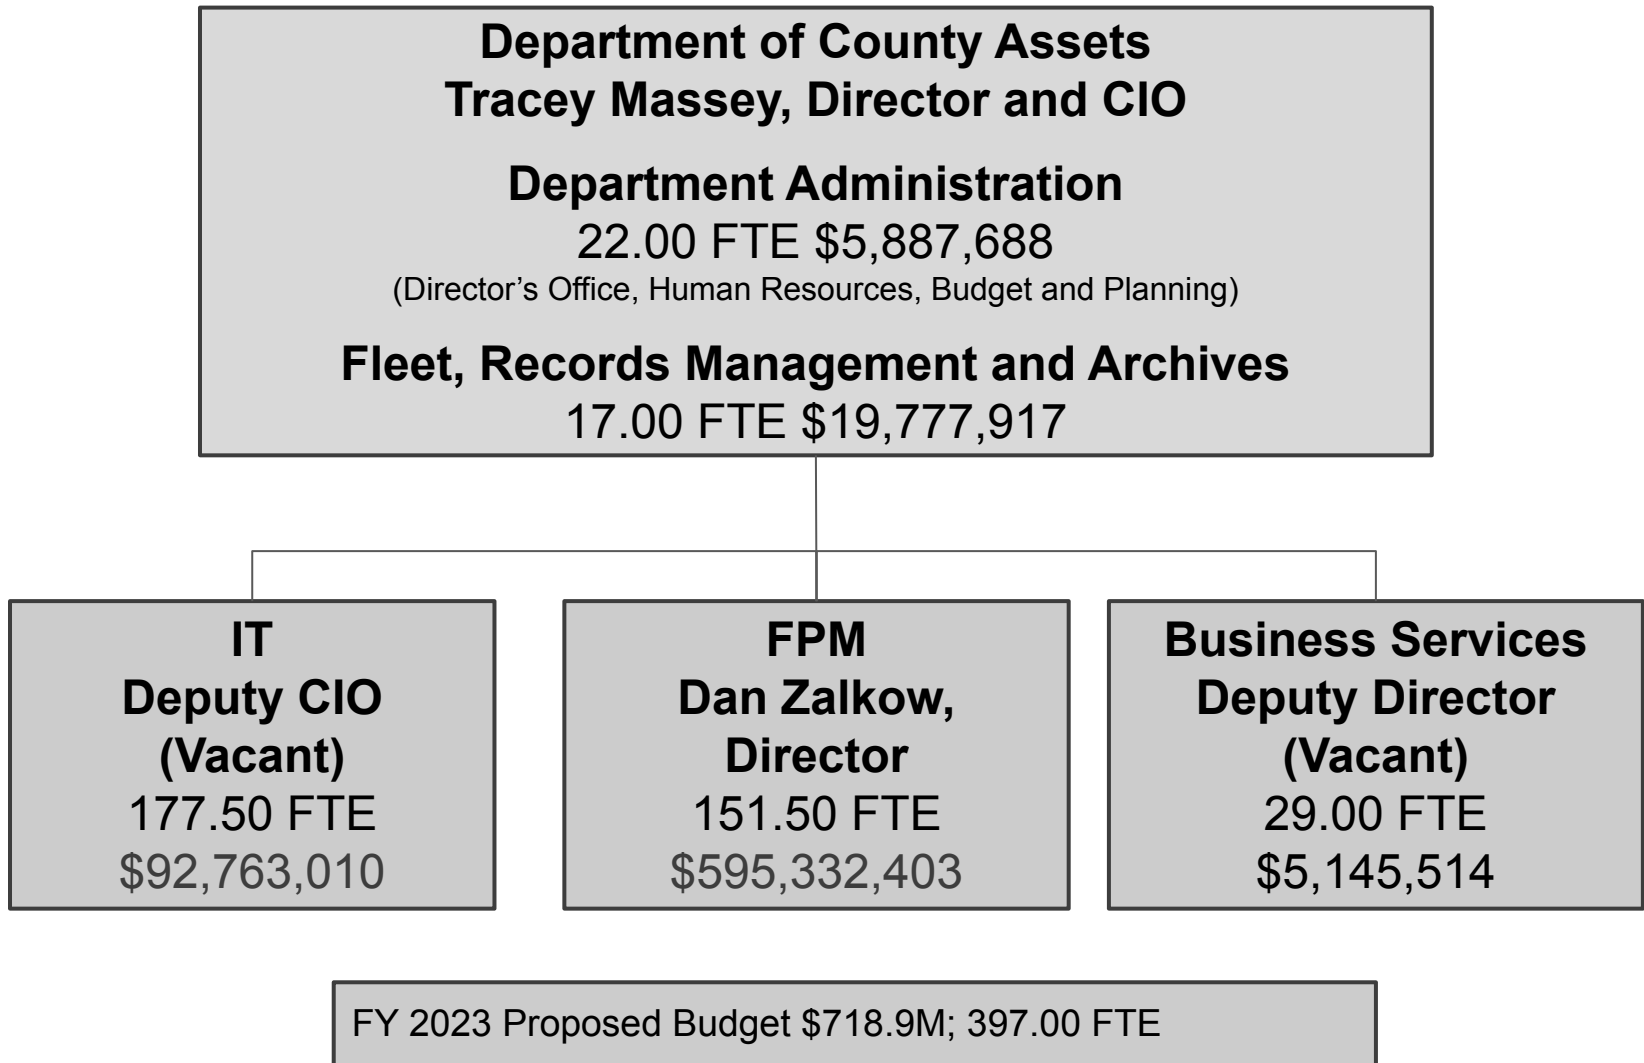 Department of County Assets
Tracey Massey, Director and CIO
Department Administration
22.00 FTE $5,887,688
(Director’s Office, Human Resources, Budget and Planning)
Fleet, Records Management and Archives
17.00 FTE $19,777,917
IT
Deputy CIO
(Vacant)
177.50 FTE
$92,763,010
FPM
Dan Zalkow,
Director
151.50 FTE
$595,332,403
Business Services
Deputy Director
(Vacant)
29.00 FTE
$5,145,514
FY 2023 Proposed Budget $718.9M; 397.00 FTE